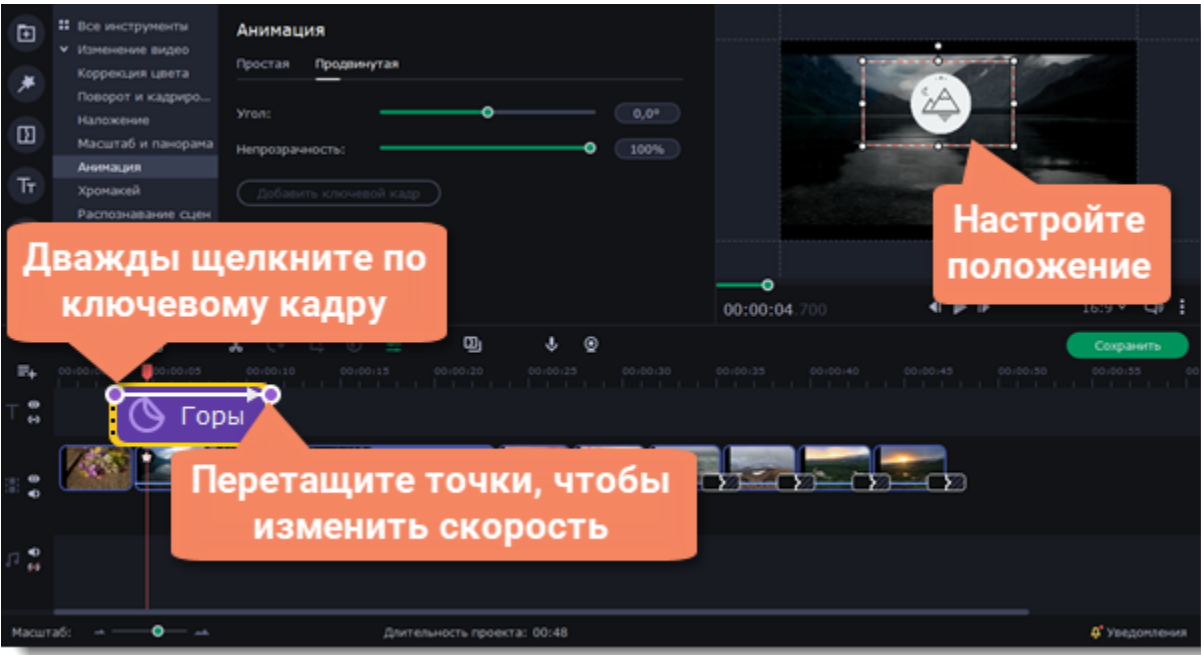 Все инструменты
Изменение видео
Коррекция цвета
Поворот и кадриро...
Наложение
Масштаб и панорама
Анимация
Хромакей
Распознавание сцен
Анимация
Простая Продвинутая
Угол: 0,0°
Непрозрачность: 100%
Добавить ключевой кадр
Настройте
положение
Дважды щелкните по
ключевому кадру
00:00:04.700
16:9
Сохранить
00:00:05 00:00:10 00:00:15 00:00:20 00:00:25 00:00:30 00:00:35 00:00:40 00:00:45 00:00:50 00:00:55
Горы
Перетащите точки, чтобы
изменить скорость
Масштаб: Длительность проекта: 00:48 Уведомления